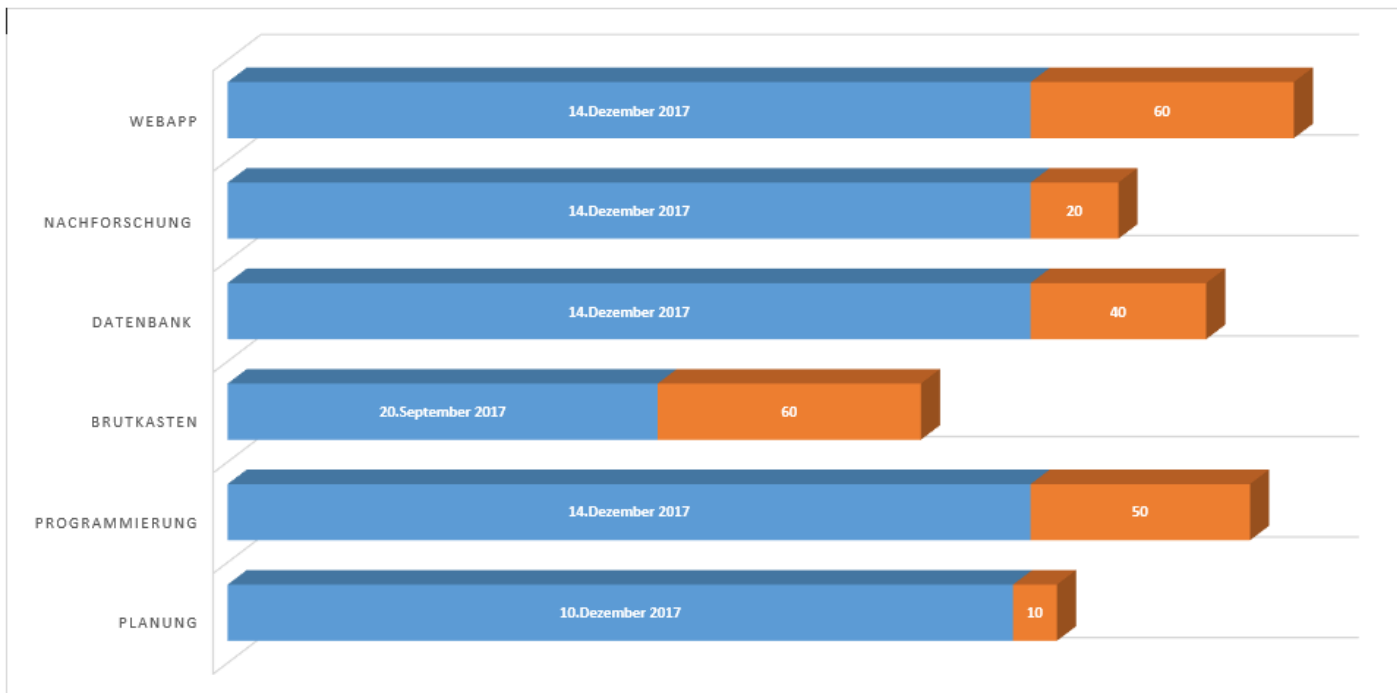 WEBAPP
14.Dezember 2017
60
NACHFORSCHUNG
14.Dezember 2017
20
DATENBANK
14.Dezember 2017
40
BRUTKASTEN
20.September 2017
60
PROGRAMMIERUNG
14.Dezember 2017
50
PLANUNG
10.Dezember 2017
10